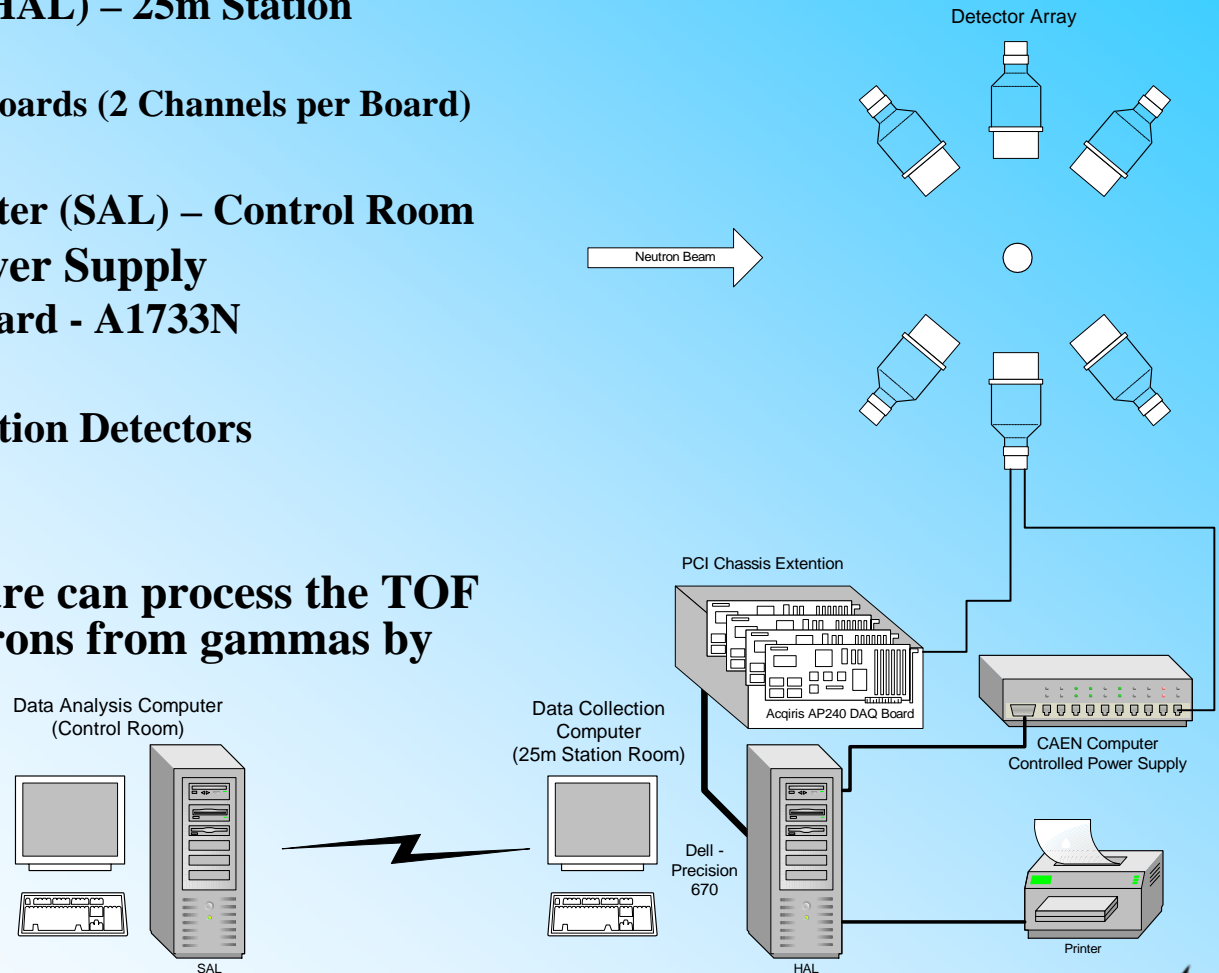 HAL) – 25m Station
oards (2 Channels per Board)
ter (SAL) – Control Room
er Supply
ard - A1733N
tion Detectors
are can process the TOF
rons from gammas by
Detector Array
Neutron Beam
PCI Chassis Extention
Acqiris AP240 DAQ Board
CAEN Computer
Controlled Power Supply
Data Analysis Computer
(Control Room)
Data Collection
Computer
(25m Station Room)
Dell -
Precision
670
Printer
SAL
HAL